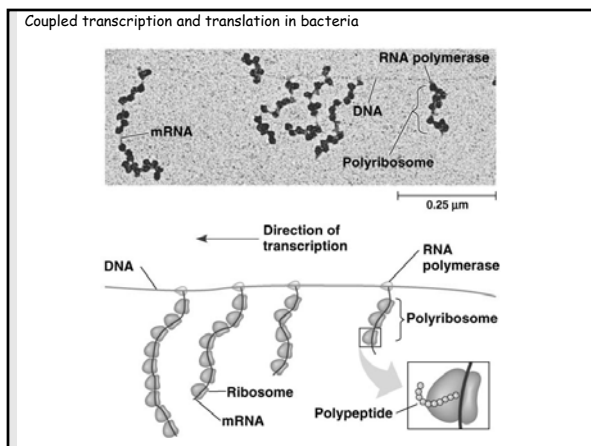 Coupled transcription and translation in bacteria
RNA polymerase
DNA
mRNA
Polyribosome
0.25 µm
Direction of
transcription
DNA
RNA
polymerase
Polyribosome
Ribosome
mRNA
Polypeptide